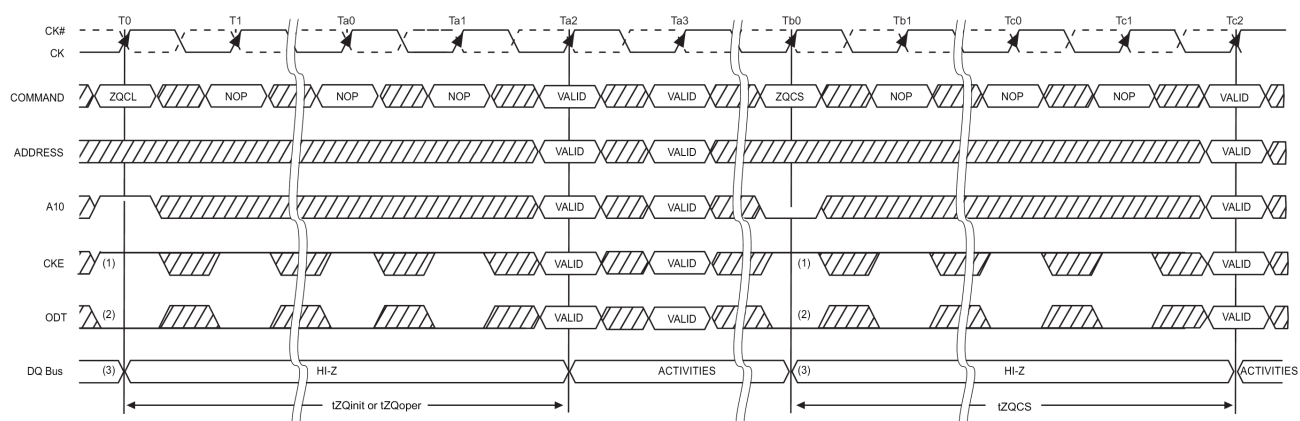 T0 T1 Ta0 Ta1 Ta2 Ta3 Tb0 Tb1 Tc0 Tc1 Tc2
CK#
CK
COMMAND ZQCL NOP NOP NOP VALID VALID ZQCS NOP NOP NOP VALID
ADDRESS VALID VALID VALID
A10 VALID VALID VALID
CKE (1) VALID VALID (1) VALID
ODT (2) VALID VALID (2) VALID
DQ Bus (3) HI-Z ACTIVITIES (3) HI-Z ACTIVITIES
tZQinit or tZQoper tZQCS